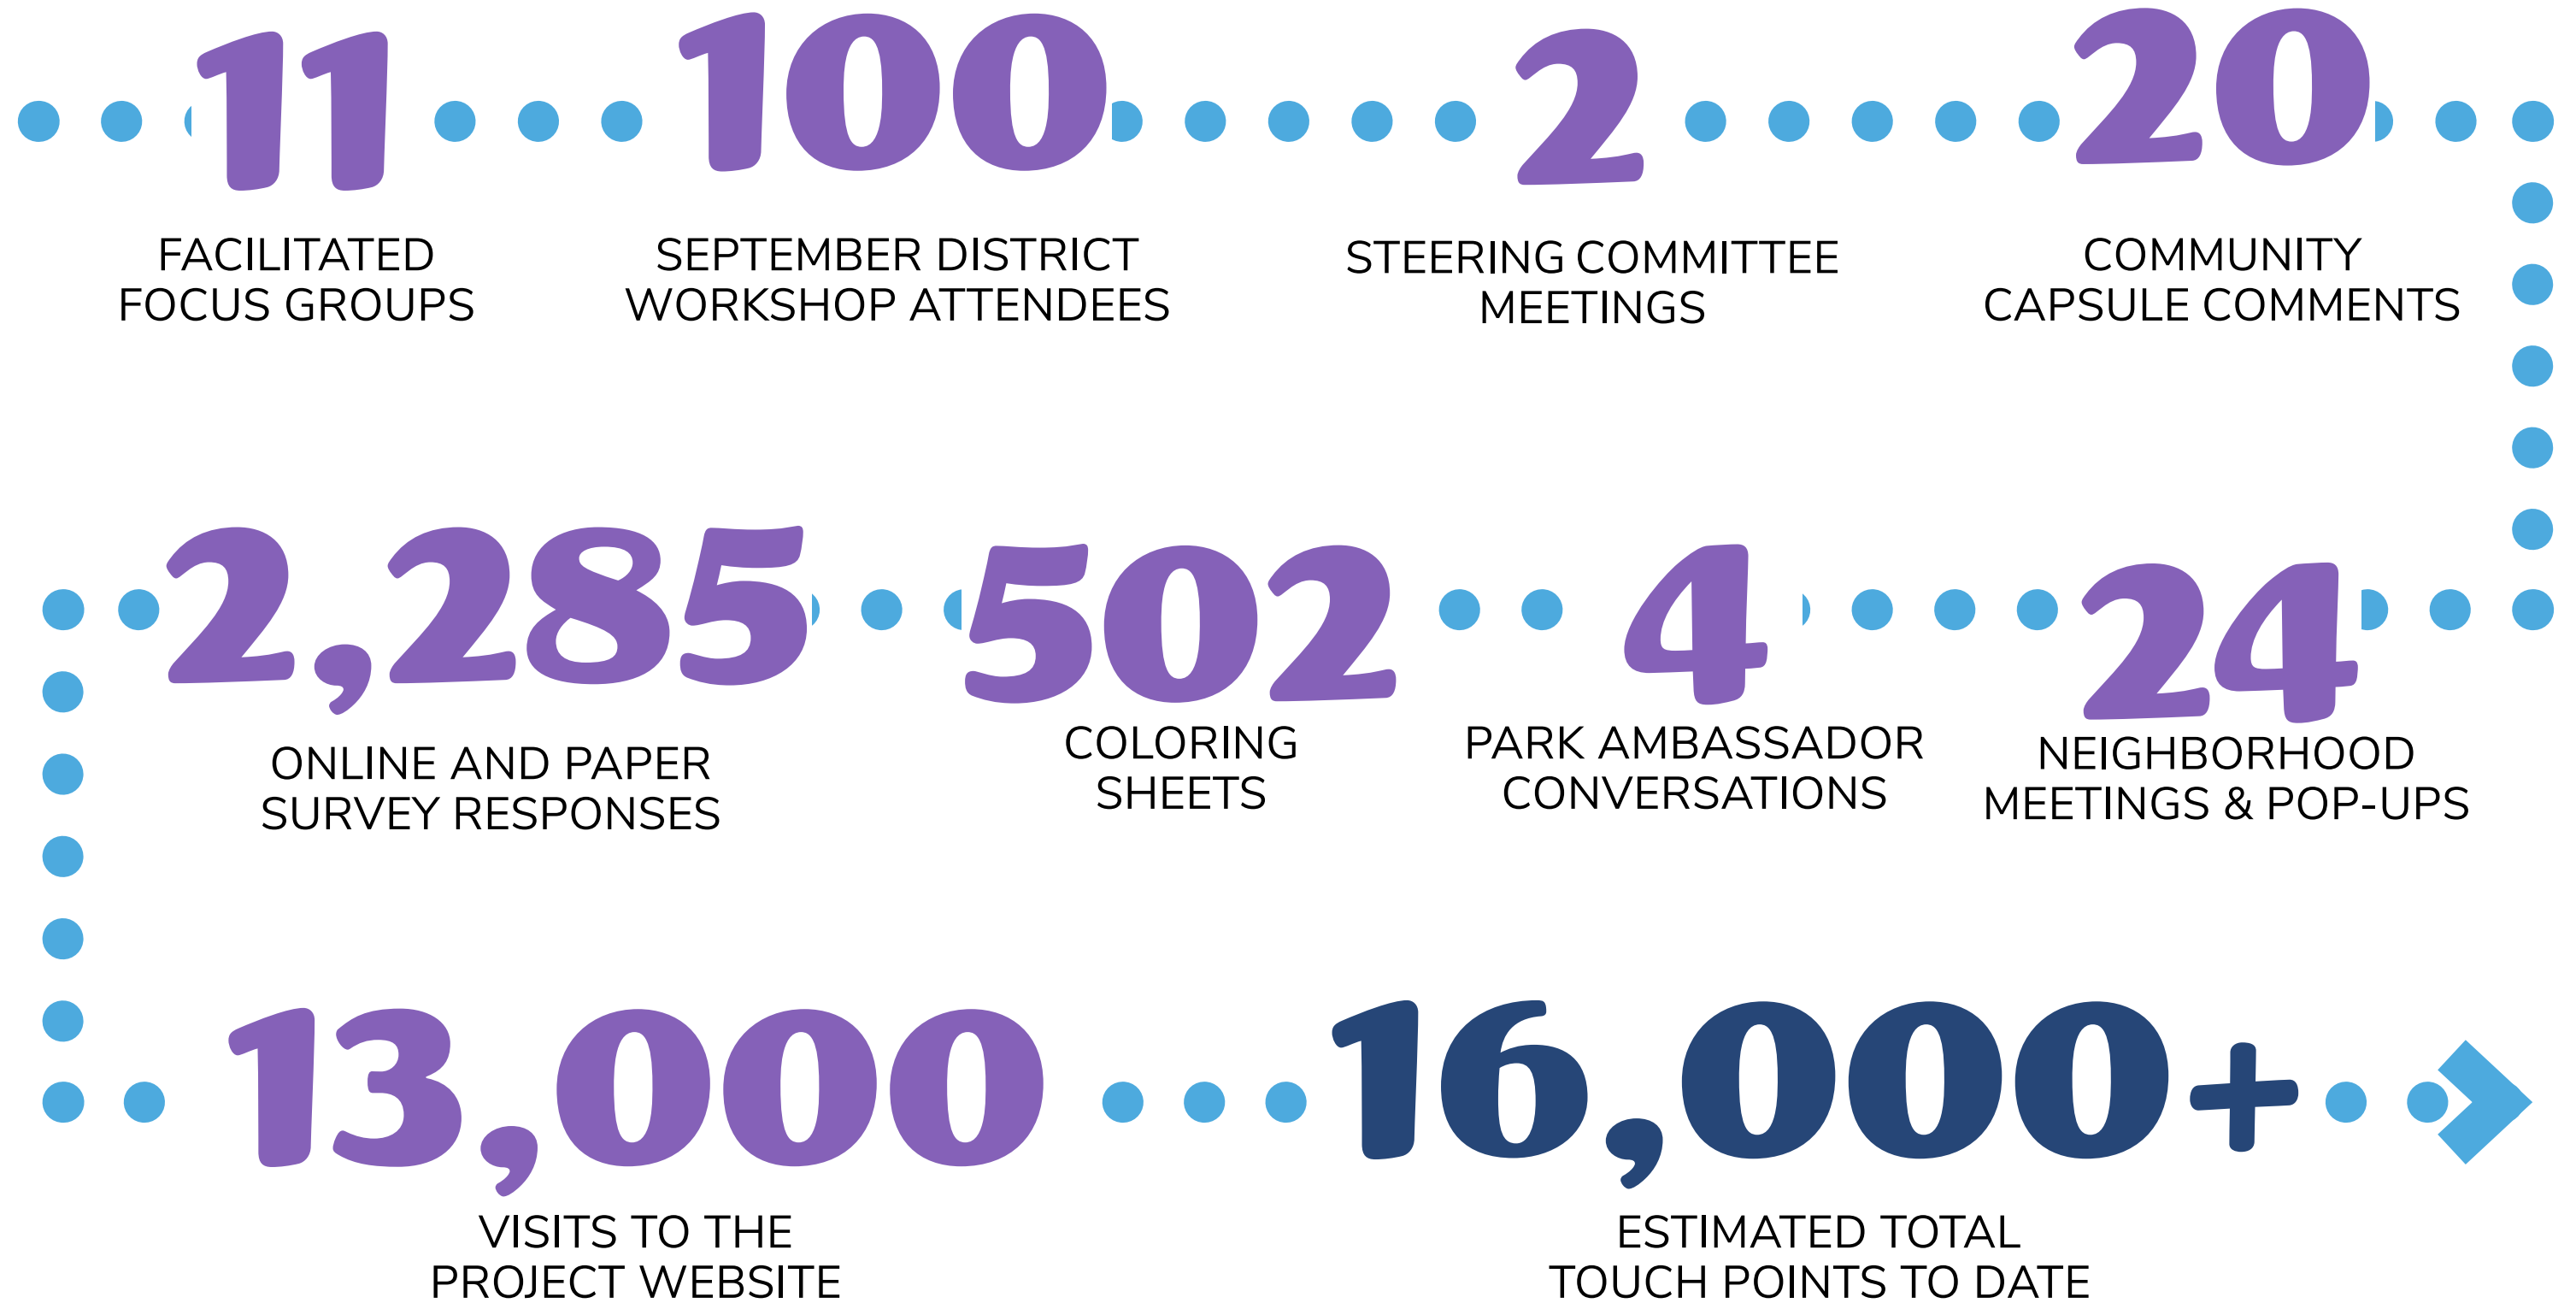 11
FACILITATED
FOCUS GROUPS
100
SEPTEMBER DISTRICT
WORKSHOP ATTENDEES
2
STEERING COMMITTEE
MEETINGS
20
COMMUNITY
CAPSULE COMMENTS
2,285
ONLINE AND PAPER
SURVEY RESPONSES
502
COLORING
SHEETS
4
PARK AMBASSADOR
CONVERSATIONS
24
NEIGHBORHOOD
MEETINGS & POP-UPS
13,000
VISITS TO THE
PROJECT WEBSITE
16,000+
ESTIMATED TOTAL
TOUCH POINTS TO DATE